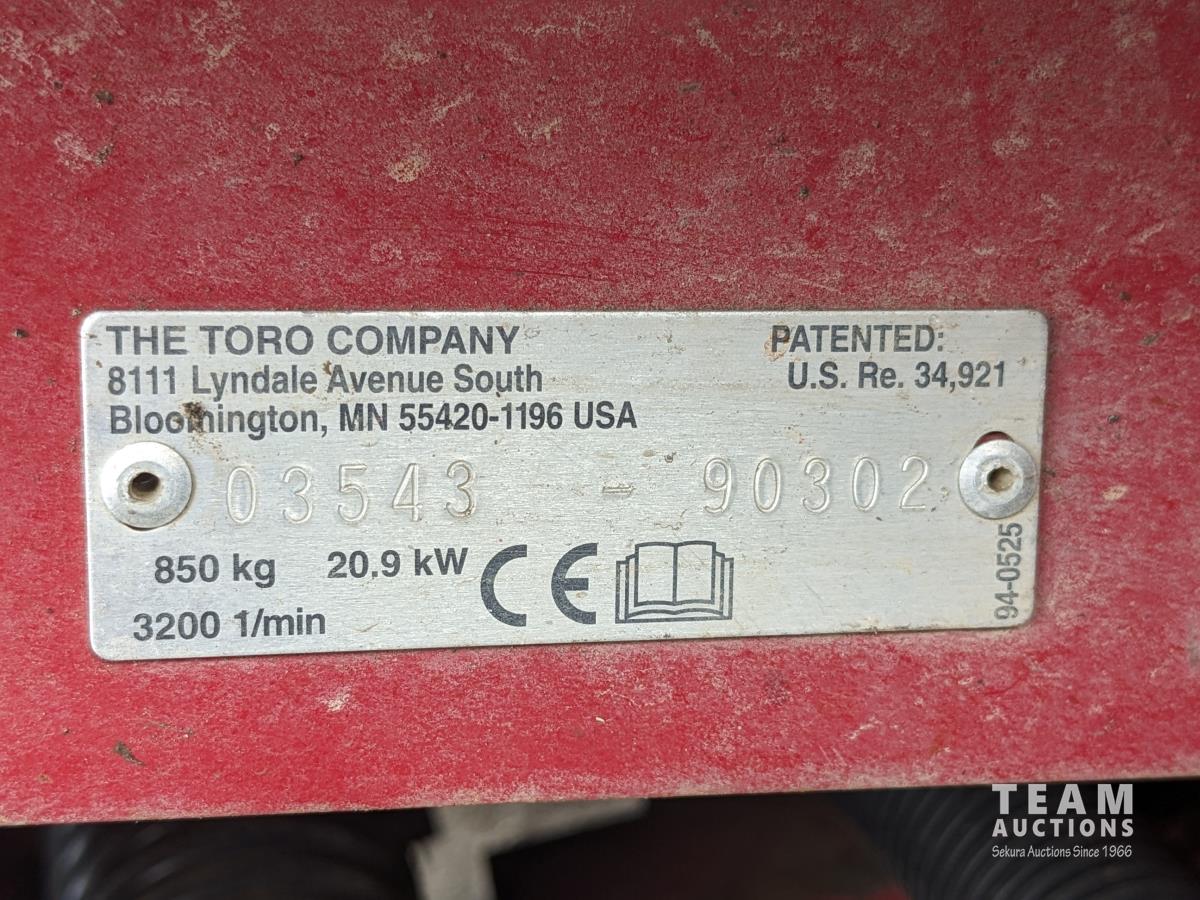 THE TORO COMPANY
8111 Lyndale Avenue South
Bloomington, MN 55420-1196 USA
PATENTED:
U.S. Re. 34,921
03543 - 90302
850 kg 20.9 kW CE
3200 1/min
94-0525
TEAM
AUCTIONS
Sekura Auctions Since 1966